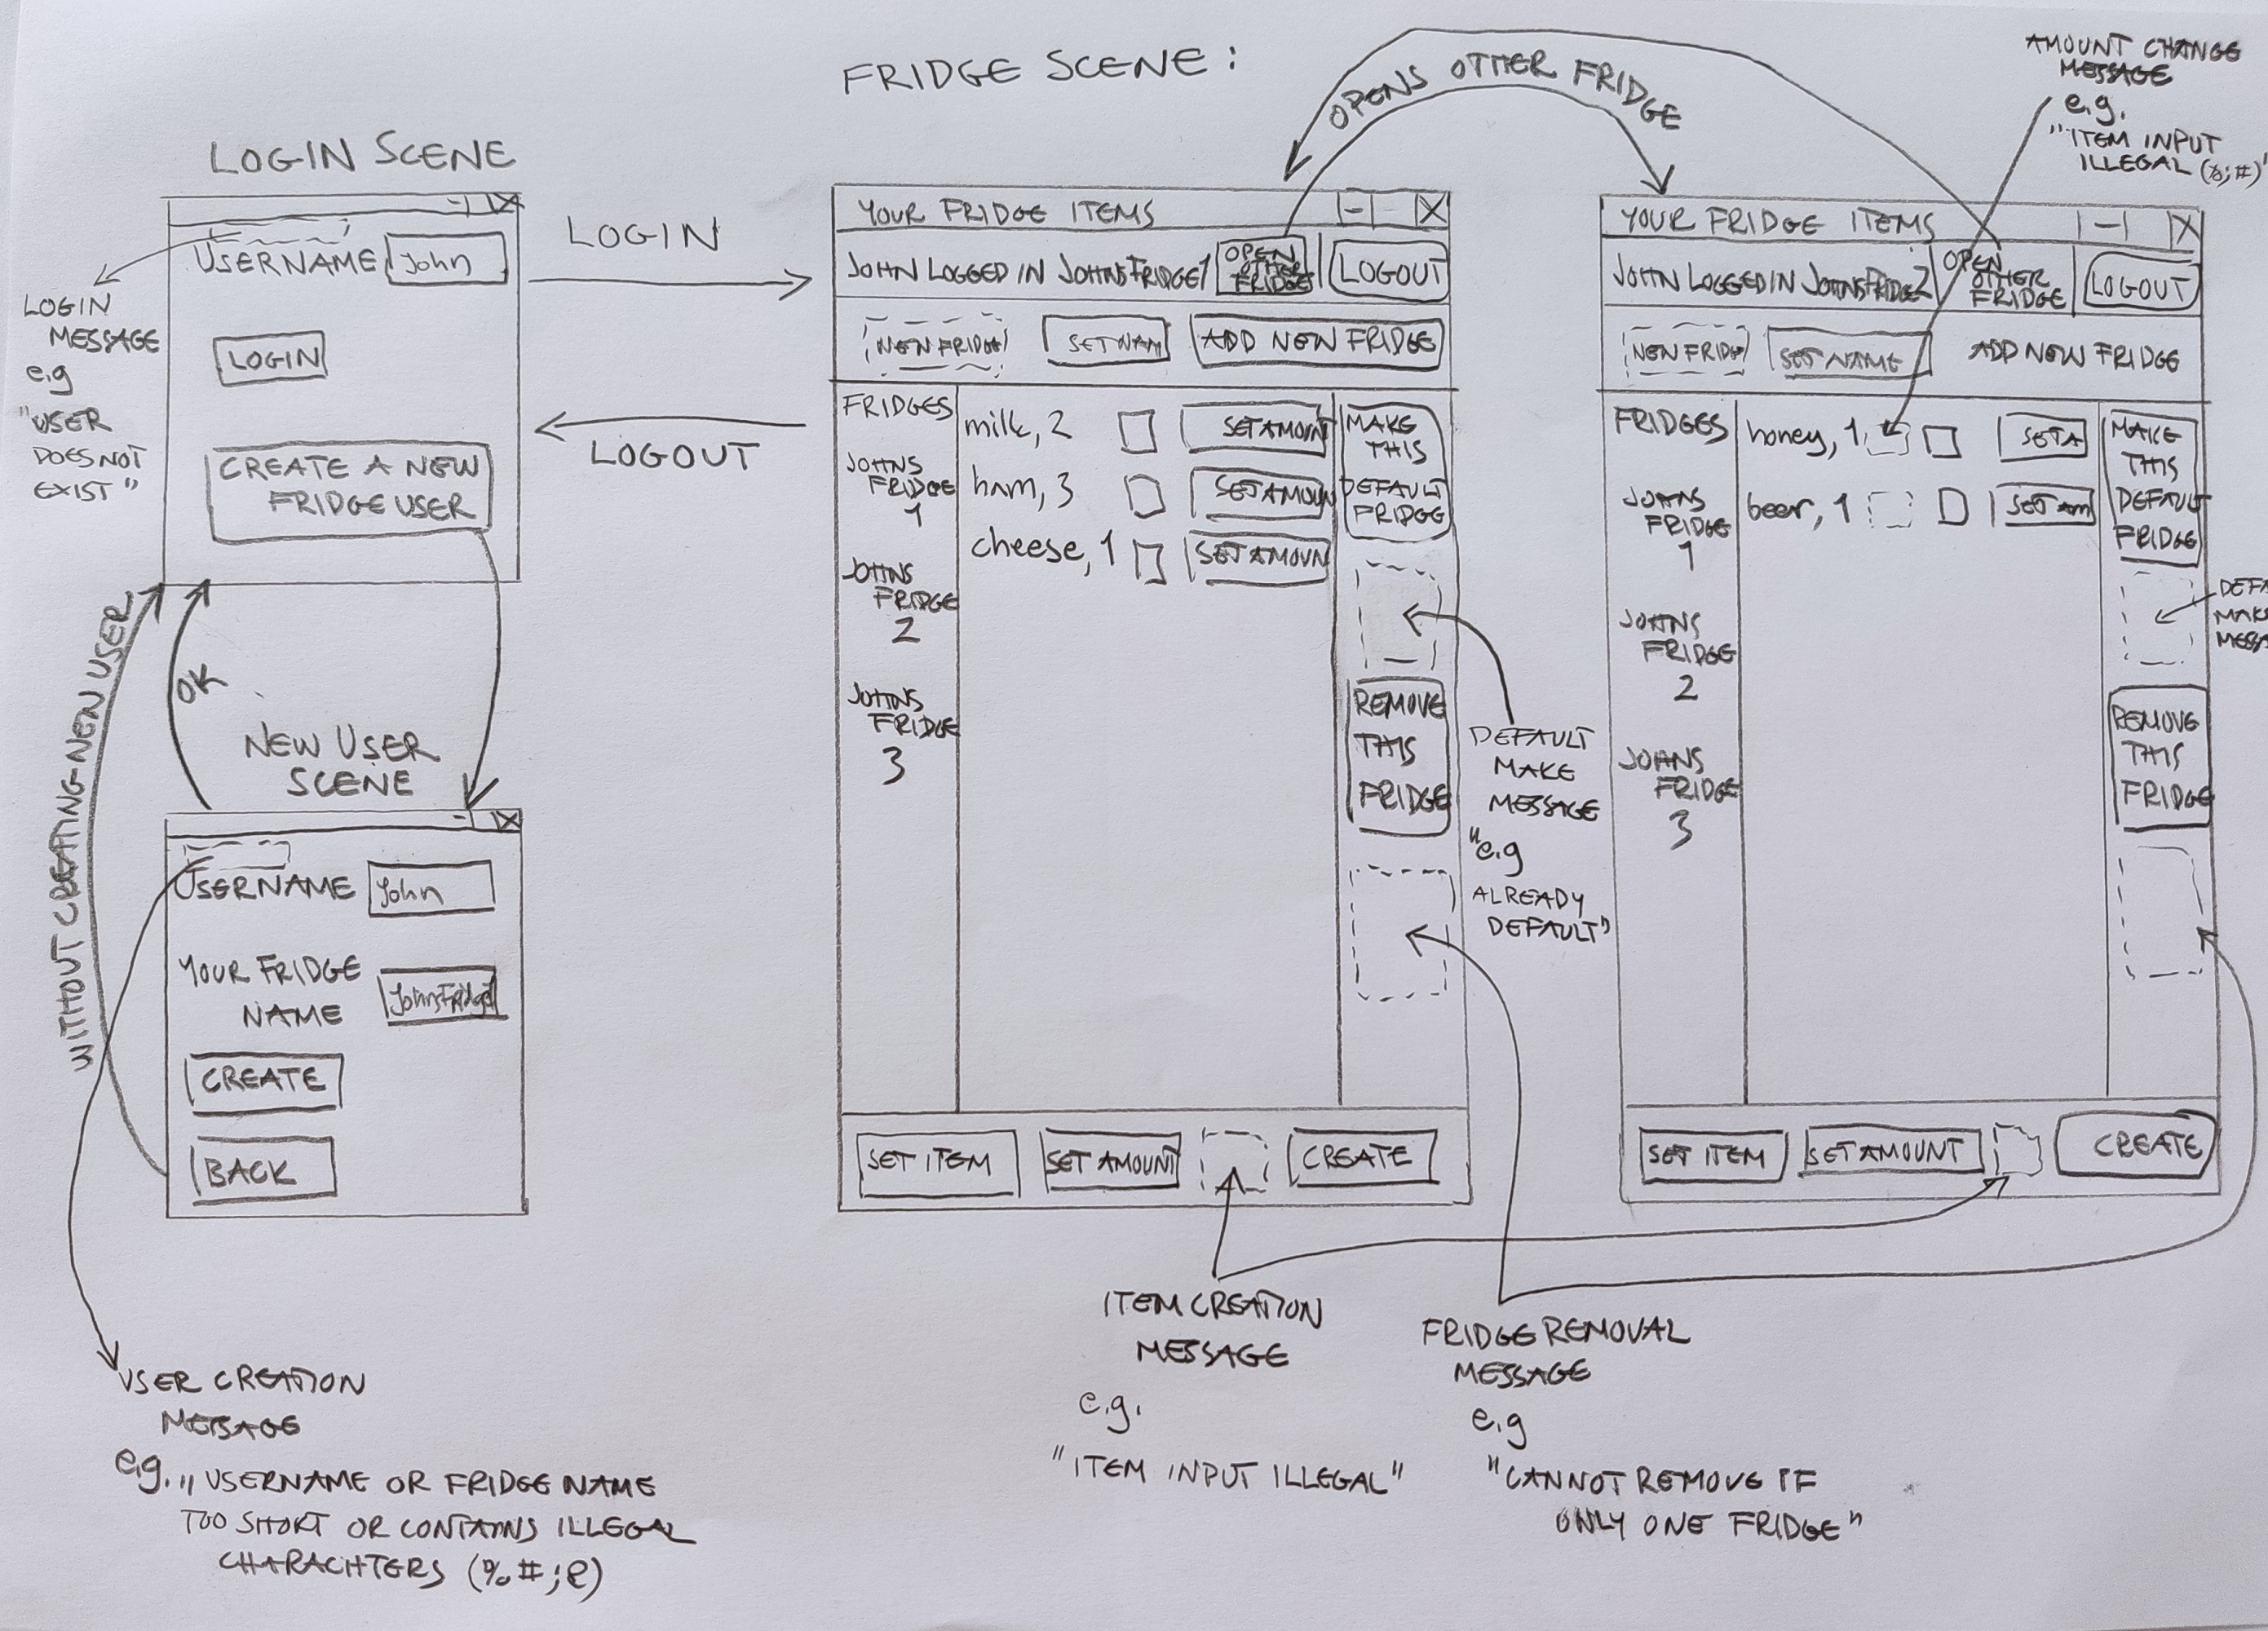 FRIDGE SCENE:
OPENS OTHER FRIDGE
AMOUNT CHANGE
MESSAGE
e.g.
"ITEM INPUT
ILLEGAL (%;#)"
LOGIN SCENE
USERNAME John
LOGIN
CREATE A NEW
FRIDGE USER
LOGIN
MESSAGE
e.g
"USER
DOES NOT
EXIST"
LOGIN
LOGOUT
WITHOUT CREATING NEW USER
OK
NEW USER
SCENE
USERNAME John
YOUR FRIDGE
NAME
JohnsFridge1
CREATE
BACK
USER CREATION
MESSAGE
e.g. "USERNAME OR FRIDGE NAME
TOO SHORT OR CONTAINS ILLEGAL
CHARACHTERS (%#;@)
YOUR FRIDGE ITEMS - X
JOHN LOGGED IN JOHNSFRIDGE1
OPEN
OTHER
FRIDGE
LOGOUT
NEW FRIDGE SET NAM ADD NEW FRIDGE
FRIDGES
JOHNS
FRIDGE
1
JOHNS
FRIDGE
2
JOHNS
FRIDGE
3
milk, 2 SET AMOUNT
ham, 3 SET AMOUN
cheese, 1 SET AMOUN
MAKE
THIS
DEFAULT
FRIDGE
REMOVE
THIS
FRIDGE
SET ITEM SET AMOUNT CREATE
DEFAULT
MAKE
MESSAGE
"e.g
ALREADY
DEFAULT"
YOUR FRIDGE ITEMS - X
JOHN LOGGED IN JOHNSFRIDGE2
OPEN
OTHER
FRIDGE
LOGOUT
NEW FRIDG SET NAME ADD NEW FRIDGE
FRIDGES
JOHNS
FRIDGE
1
JOHNS
FRIDGE
2
JOHNS
FRIDGE
3
honey, 1 SET A
beer, 1 SET AM
MAKE
THIS
DEFAULT
FRIDGE
REMOVE
THIS
FRIDGE
SET ITEM SET AMOUNT CREATE
DEFA
MAK
MESSA
ITEM CREATION
MESSAGE
e.g.
"ITEM INPUT ILLEGAL"
FRIDGE REMOVAL
MESSAGE
e.g
"CANNOT REMOVE IF
ONLY ONE FRIDGE"